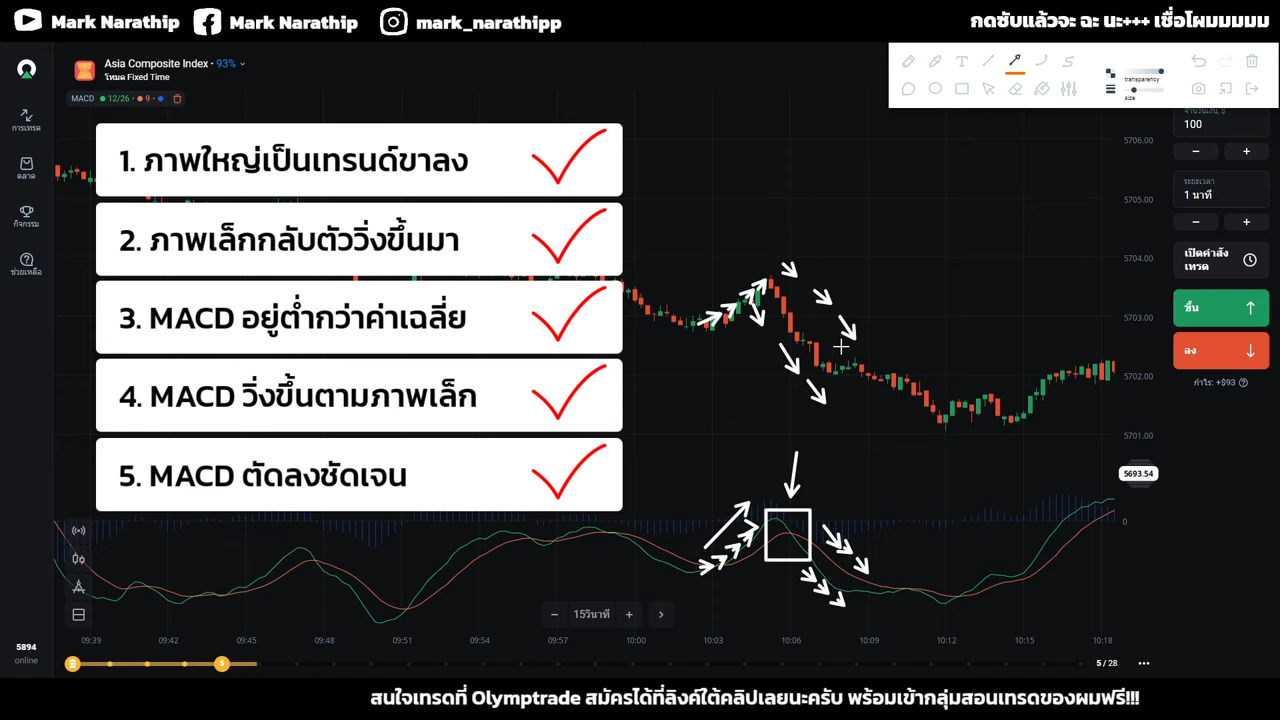 Mark Narathip
Mark Narathip
mark_narathipp
กดซับแล้วจะ ฉะ นะ+++ เชื่อโผมมมมม
Asia Composite Index · 93%
โหมด Fixed Time
MACD 12/26 • 9 •
transparency
size
การเทรด
ตลาด
กิจกรรม
ช่วยเหลือ
1. ภาพใหญ่เป็นเทรนด์ขาลง
2. ภาพเล็กกลับตัววิ่งขึ้นมา
3. MACD อยู่ต่ำกว่าค่าเฉลี่ย
4. MACD วิ่งขึ้นตามภาพเล็ก
5. MACD ตัดลงชัดเจน
5706.00
5705.00
5704.00
5703.00
5702.00
5701.00
5693.54
0
จำนวนเงิน, $
100
ระยะเวลา
1 นาที
เปิดคำสั่ง
เทรด
ขึ้น
ลง
กำไร: +$93
15วินาที
09:39 09:42 09:45 09:48 09:51 09:54 09:57 10:00 10:03 10:06 10:09 10:12 10:15 10:18
5894
online
5
5 / 28
สนใจเทรดที่ Olymptrade สมัครได้ที่ลิงค์ใต้คลิปเลยนะครับ พร้อมเข้ากลุ่มสอนเทรดของผมฟรี!!!